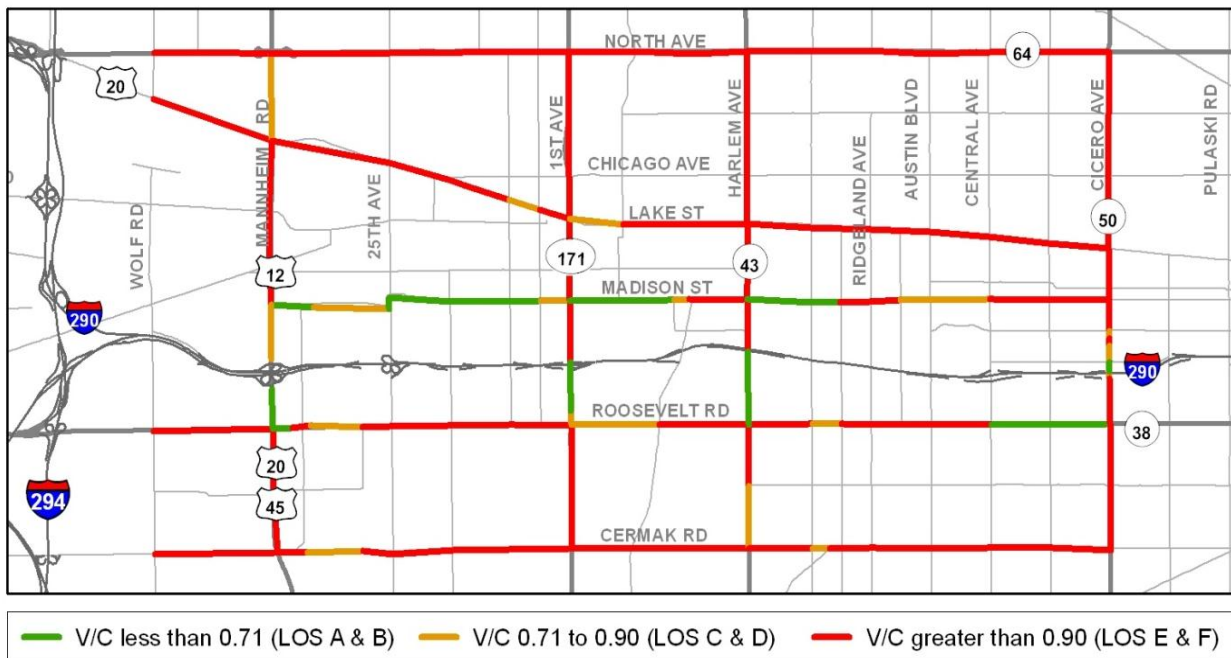 NORTH AVE
64
20
MANNHEIM RD
1ST AVE
HARLEM AVE
AUSTIN BLVD
CENTRAL AVE
CICERO AVE
PULASKI RD
CHICAGO AVE
RIDGELAND AVE
WOLF RD
25TH AVE
LAKE ST
50
12
171
43
MADISON ST
290
290
ROOSEVELT RD
38
20
294
45
CERMAK RD
V/C less than 0.71 (LOS A & B)
V/C 0.71 to 0.90 (LOS C & D)
V/C greater than 0.90 (LOS E & F)